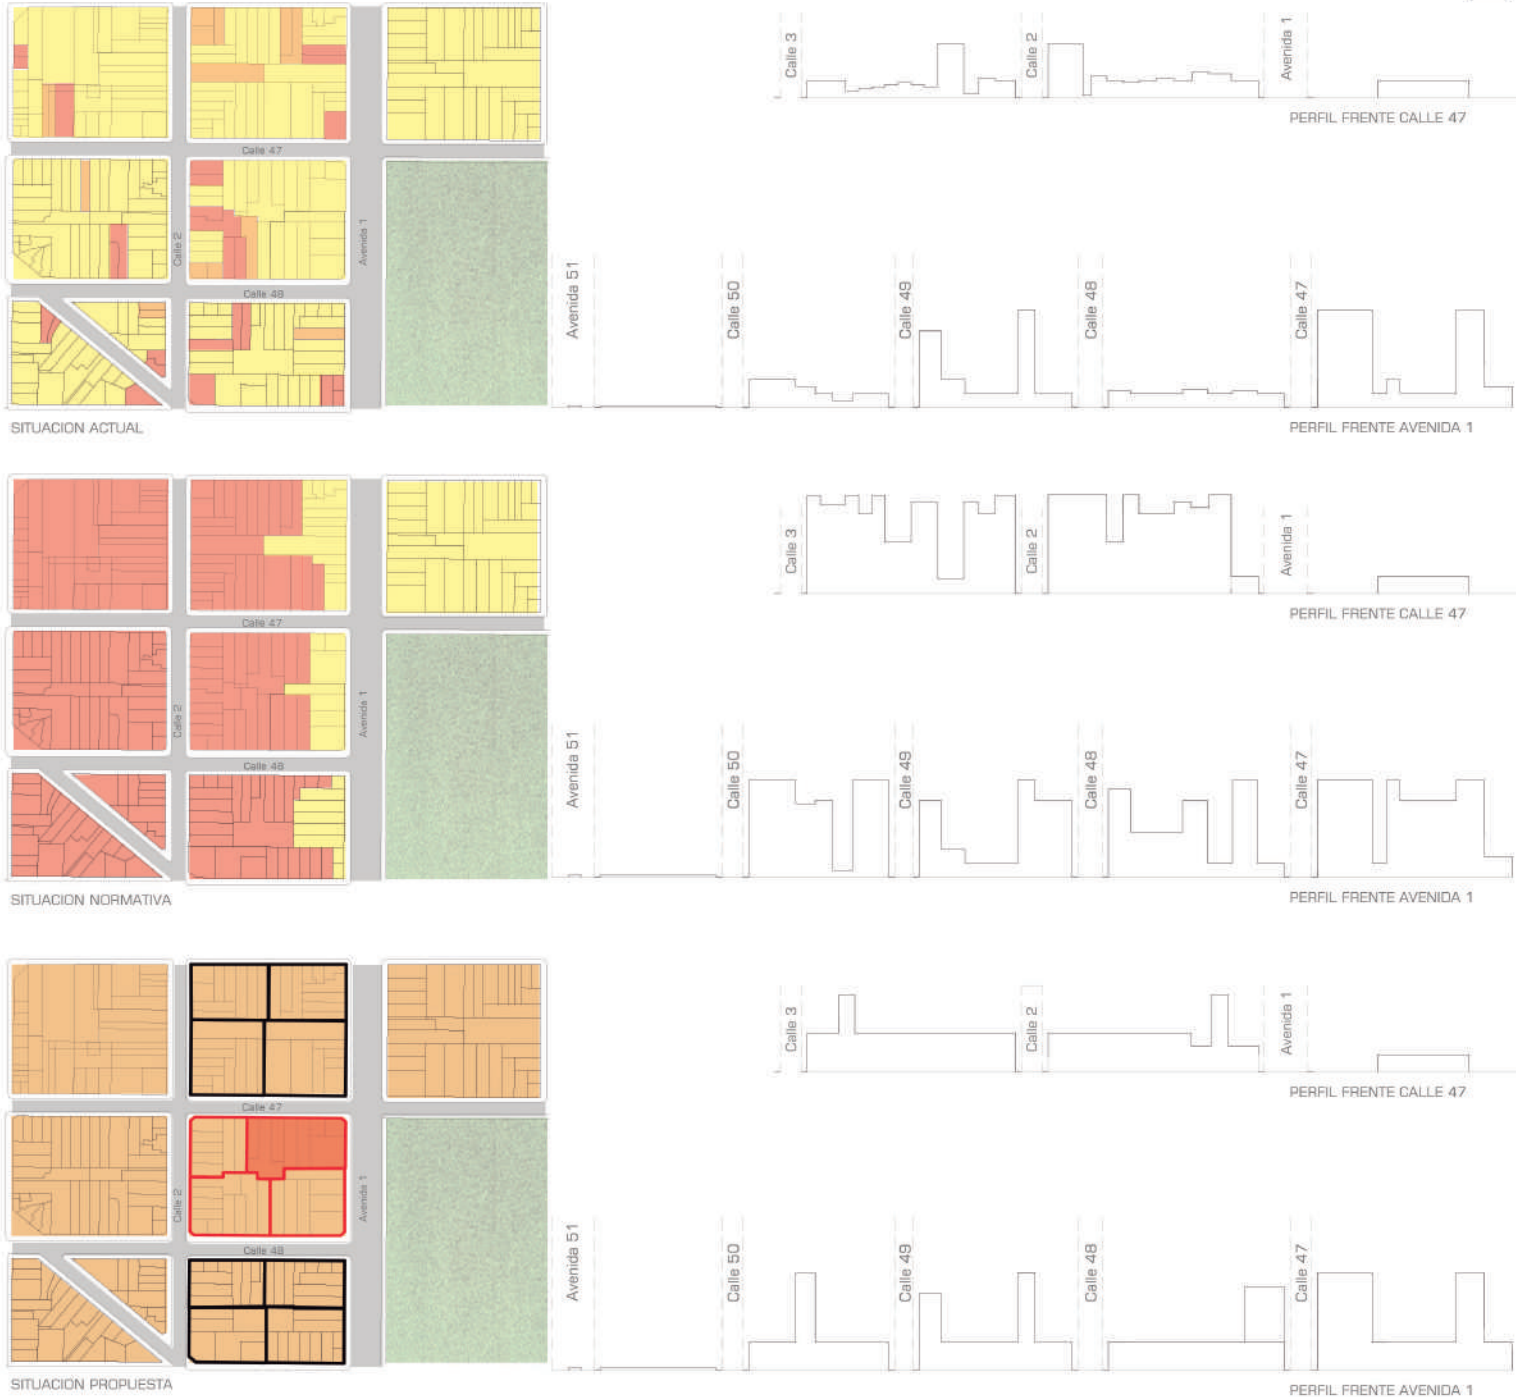 Calle 3
Calle 2
Avenida 1
PERFIL FRENTE CALLE 47
Calle 47
Calle 2
Avenida 1
Calle 48
Avenida 51
Calle 50
Calle 49
Calle 48
Calle 47
SITUACION ACTUAL
PERFIL FRENTE AVENIDA 1
Calle 3
Calle 2
Avenida 1
PERFIL FRENTE CALLE 47
Calle 47
Calle 2
Avenida 1
Calle 48
Avenida 51
Calle 50
Calle 49
Calle 48
Calle 47
SITUACION NORMATIVA
PERFIL FRENTE AVENIDA 1
Calle 3
Calle 2
Avenida 1
PERFIL FRENTE CALLE 47
Calle 47
Calle 2
Avenida 1
Calle 48
Avenida 51
Calle 50
Calle 49
Calle 48
Calle 47
SITUACION PROPUESTA
PERFIL FRENTE AVENIDA 1